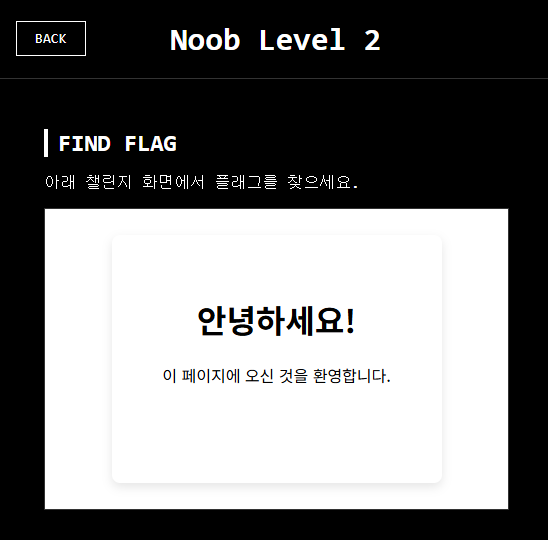 BACK
Noob Level 2
FIND FLAG
아래 챌린지 화면에서 플래그를 찾으세요.
안녕하세요!
이 페이지에 오신 것을 환영합니다.